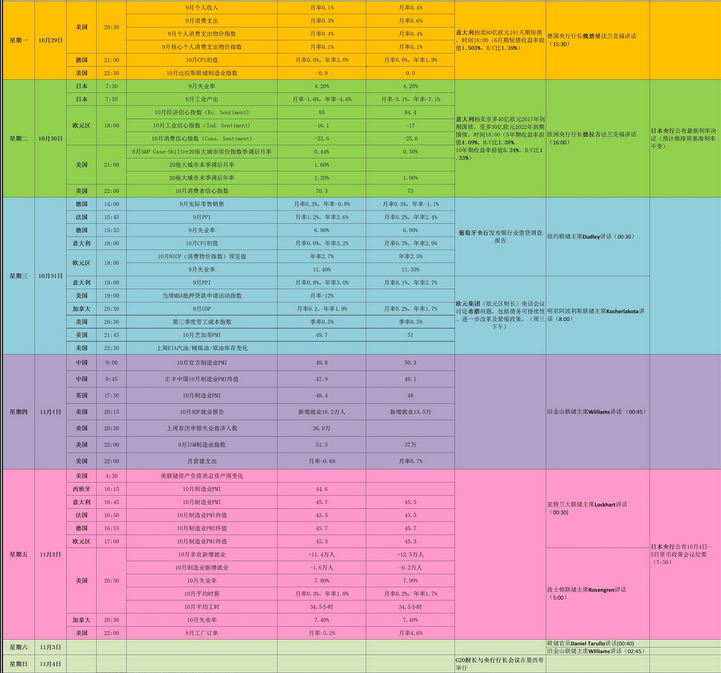 星期一 10月29日 美国 20:30 9月个人收入 月率0.1% 月率0.4%
9月消费支出 月率0.5% 月率0.6%
9月个人消费支出物价指数 月率0.4% 月率0.4%
9月核心个人消费支出物价指数 月率0.1% 月率0.1%
德国 21:00 10月CPI初值 月率0.0%，年率2.0% 月率0.0%，年率1.9%
美国 22:30 10月达拉斯联储制造业指数 -0.9 0.0
意大利拍卖80亿欧元181天期短债
，时间18:00（6月期短债收益率前
值1.503%，B/C比1.39%）
德国央行行长魏德曼法兰克福讲话
（15:30）
星期二 10月30日 日本 7:30 9月失业率 4.20% 4.20%
日本 7:50 9月工业产出 月率-1.6%，年率-4.6% 月率-3.1%，年率-7.1%
欧元区 18:00 10月经济信心指数（Ec. Sentiment） 85 84.4
10月工业信心指数（Ind. Sentiment） -16.1 -17
10月消费信心指数（Cons. Sentiment） -25.6 -25.6
美国 21:00 8月S&P Case-Shiller20座大城市房价指数季调后月率 0.44% 0.50%
20座大城市未季调后月率 1.60%
20座大城市未季调后年率 1.20% 1.90%
美国 22:00 10月消费者信心指数 70.3 73
意大利拍卖至多40亿欧元2017年到
期国债，至多30亿欧元2022年到期
国债，时间18:00（5年期收益率前
值4.09%，B/C比1.38%
10年期收益率前值5.24%，B/C比1
.33%）
欧洲央行行长德拉吉法兰克福讲话
（16:00）
日本央行公布最新利率决
议（预计维持原基准利率
不变）
星期三 10月31日 德国 14:00 9月实际零售销售 月率0.3%，年率-0.8% 月率0.3%，年率-1.1%
法国 15:45 9月PPI 月率1.2%，年率2.6% 月率0.2%，年率2.4%
德国 15:55 9月失业率 6.80% 6.90%
意大利 18:00 10月CPI初值 月率0.0%，年率3.2% 月率0.3%，年率2.9%
欧元区 18:00 10月HICP（消费物价指数）预览值 年率2.7% 年率2.5%
9月失业率 11.40% 11.50%
意大利 19:00 9月PPI 月率0.8%，年率3.0% 月率0.1%，年率2.7%
美国 19:00 当周MBA抵押贷款申请活动指数 月率-12%
加拿大 20:30 8月GDP 月率0.2，年率1.9% 月率0.2%，年率1.7%
美国 20:30 第三季度劳工成本指数 季率0.5% 季率0.5%
美国 21:45 10月芝加哥PMI 49.7 51
美国 22:30 上周EIA汽油/精炼油/原油库存变化
葡萄牙央行发布银行业信贷调查
报告
纽约联储主席Dudley讲话（00:30）
欧元集团（欧元区财长）电话会议
讨论希腊问题，包括债务可持续性
，进一步改革及紧缩政策。（周三
下午）
明尼阿波利斯联储主席Kocherlakota讲
话（8:00）
星期四 11月1日 中国 9:00 10月官方制造业PMI 49.8 50.3
中国 9:45 汇丰中国10月制造业PMI终值 47.9 49.1
英国 17:30 10月制造业PMI 48.4 48
美国 20:15 10月ADP就业报告 新增就业16.2万人 新增就业13.5万
美国 20:30 上周首次申领失业救济人数 36.9万
美国 22:00 9月ISM制造业指数 51.5 37万
美国 22:00 月营建支出 月率-0.6% 月率0.7%
旧金山联储主席Williams讲话（00:45）
星期五 11月2日 美国 4:30 美联储资产负债表总资产周变化
西班牙 16:15 10月制造业PMI 44.6
意大利 16:45 10月制造业PMI 45.7 45.5
法国 16:50 10月制造业PMI终值 43.5 43.5
德国 16:55 10月制造业PMI终值 45.7 45.7
欧元区 17:00 10月制造业PMI终值 45.3 45.3
美国 20:30 10月非农新增就业 +11.4万人 +12.5万人
10月制造业新增就业 -1.6万人 -0.2万人
10月失业率 7.80% 7.90%
10月平均时薪 月率0.3%，年率1.8% 月率0.2%，年率1.7%
10月平均工时 34.5小时 34.5小时
加拿大 20:30 10月失业率 7.40% 7.40%
美国 22:00 8月工厂订单 月率-5.2% 月率4.6%
亚特兰大联储主席Lockhart讲话
（00:30）
波士顿联储主席Rosengren讲话
（5:00）
日本央行公布10月4日-
5日货币政策会议纪要
（7:50）
星期六 11月3日 联储官员Daniel Tarullo讲话(00:40)
旧金山联储主席Williams讲话（02:45）
星期日 11月4日 G20财长与央行行长会议在墨西哥
举行